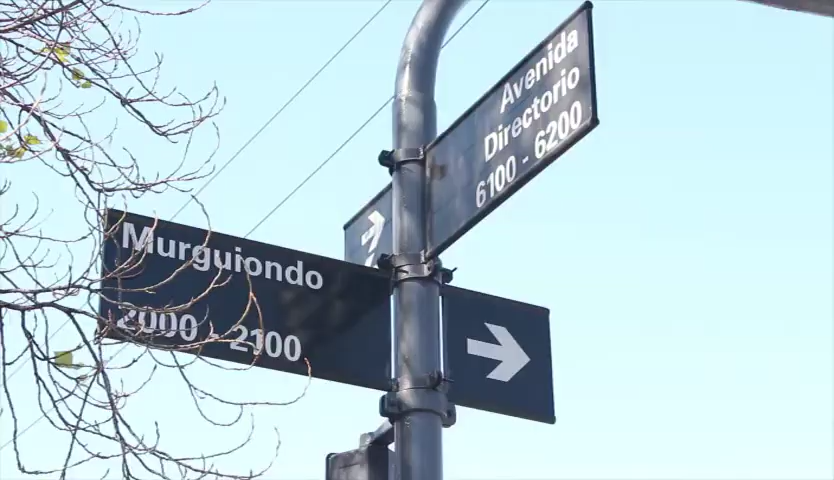 Avenida
Directorio
6100 - 6200
Murguiondo
2000 - 2100